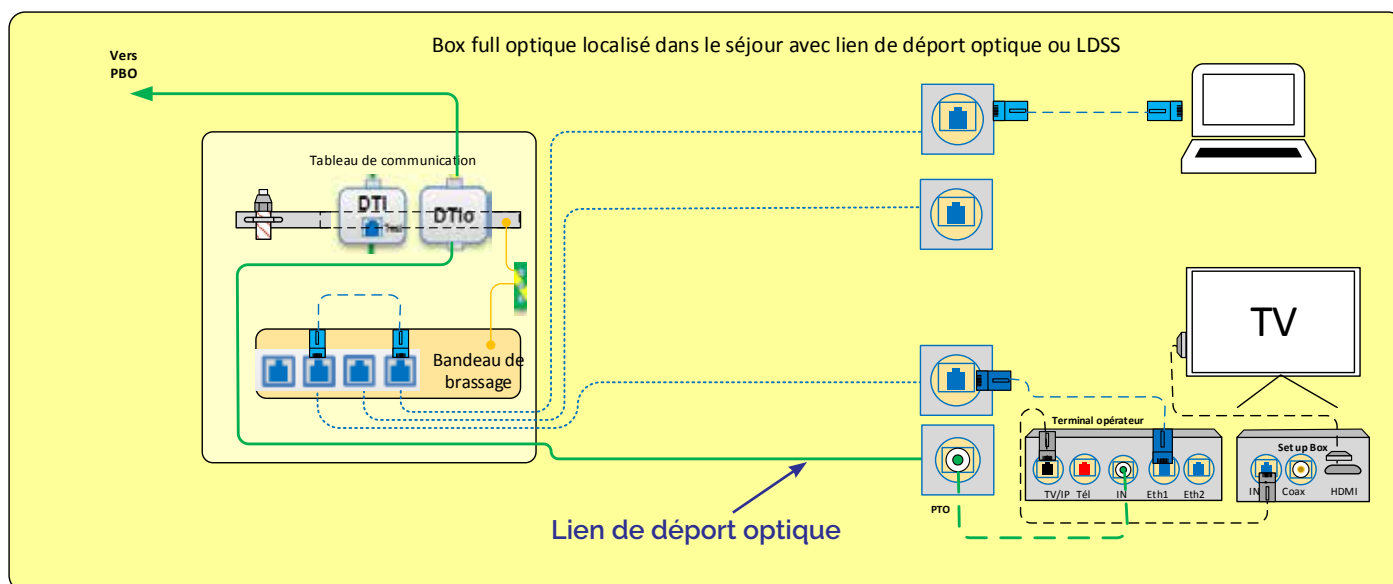 Box full optique localisé dans le séjour avec lien de déport optique ou LDSS
Vers
PBO
Tableau de communication
DTI
Test
DTIo
Bandeau de
brassage
TV
Terminal opérateur
TV/IP
Tél
IN
Eth1
Eth2
Set up Box
IN
Coax
HDMI
PTO
Lien de déport optique